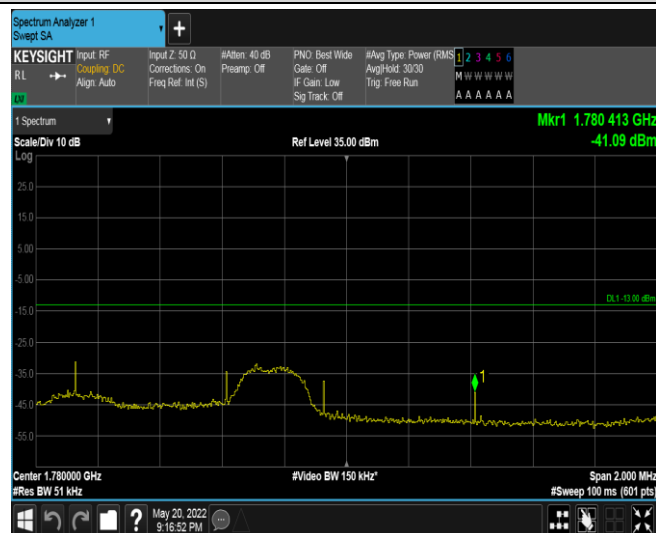 Spectrum Analyzer 1
Swept SA
+
KEYSIGHT
RL
Input: RF
Coupling: DC
Align: Auto
Input Z: 50 Ω
Corrections: On
Freq Ref: Int (S)
#Atten: 40 dB
Preamp: Off
PNO: Best Wide
Gate: Off
IF Gain: Low
Sig Track: Off
#Avg Type: Power (RMS
Avg|Hold: 30/30
Trig: Free Run
1 2 3 4 5 6
M W W W W W
A A A A A A
1 Spectrum
Mkr1 1.780 413 GHz
Scale/Div 10 dB
Ref Level 35.00 dBm
-41.09 dBm
Log
25.0
15.0
5.00
-5.00
DL1 -13.00 dBm
-15.0
-25.0
-35.0
1
-45.0
-55.0
Center 1.780000 GHz
#Video BW 150 kHz*
Span 2.000 MHz
#Res BW 51 kHz
#Sweep 100 ms (601 pts)
?
May 20, 2022
9:16:52 PM